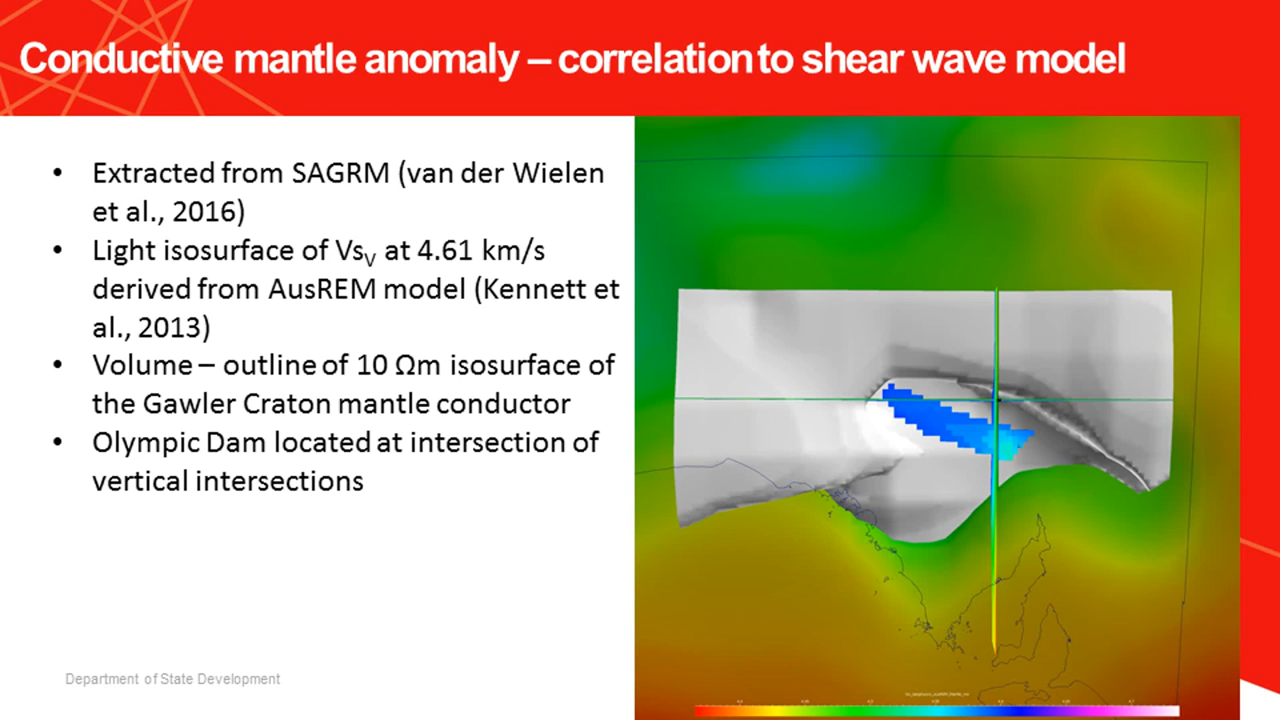 Conductive mantle anomaly – correlation to shear wave model
• Extracted from SAGRM (van der Wielen
et al., 2016)
• Light isosurface of VsV at 4.61 km/s
derived from AusREM model (Kennett et
al., 2013)
• Volume – outline of 10 Ωm isosurface of
the Gawler Craton mantle conductor
• Olympic Dam located at intersection of
vertical intersections
Department of State Development